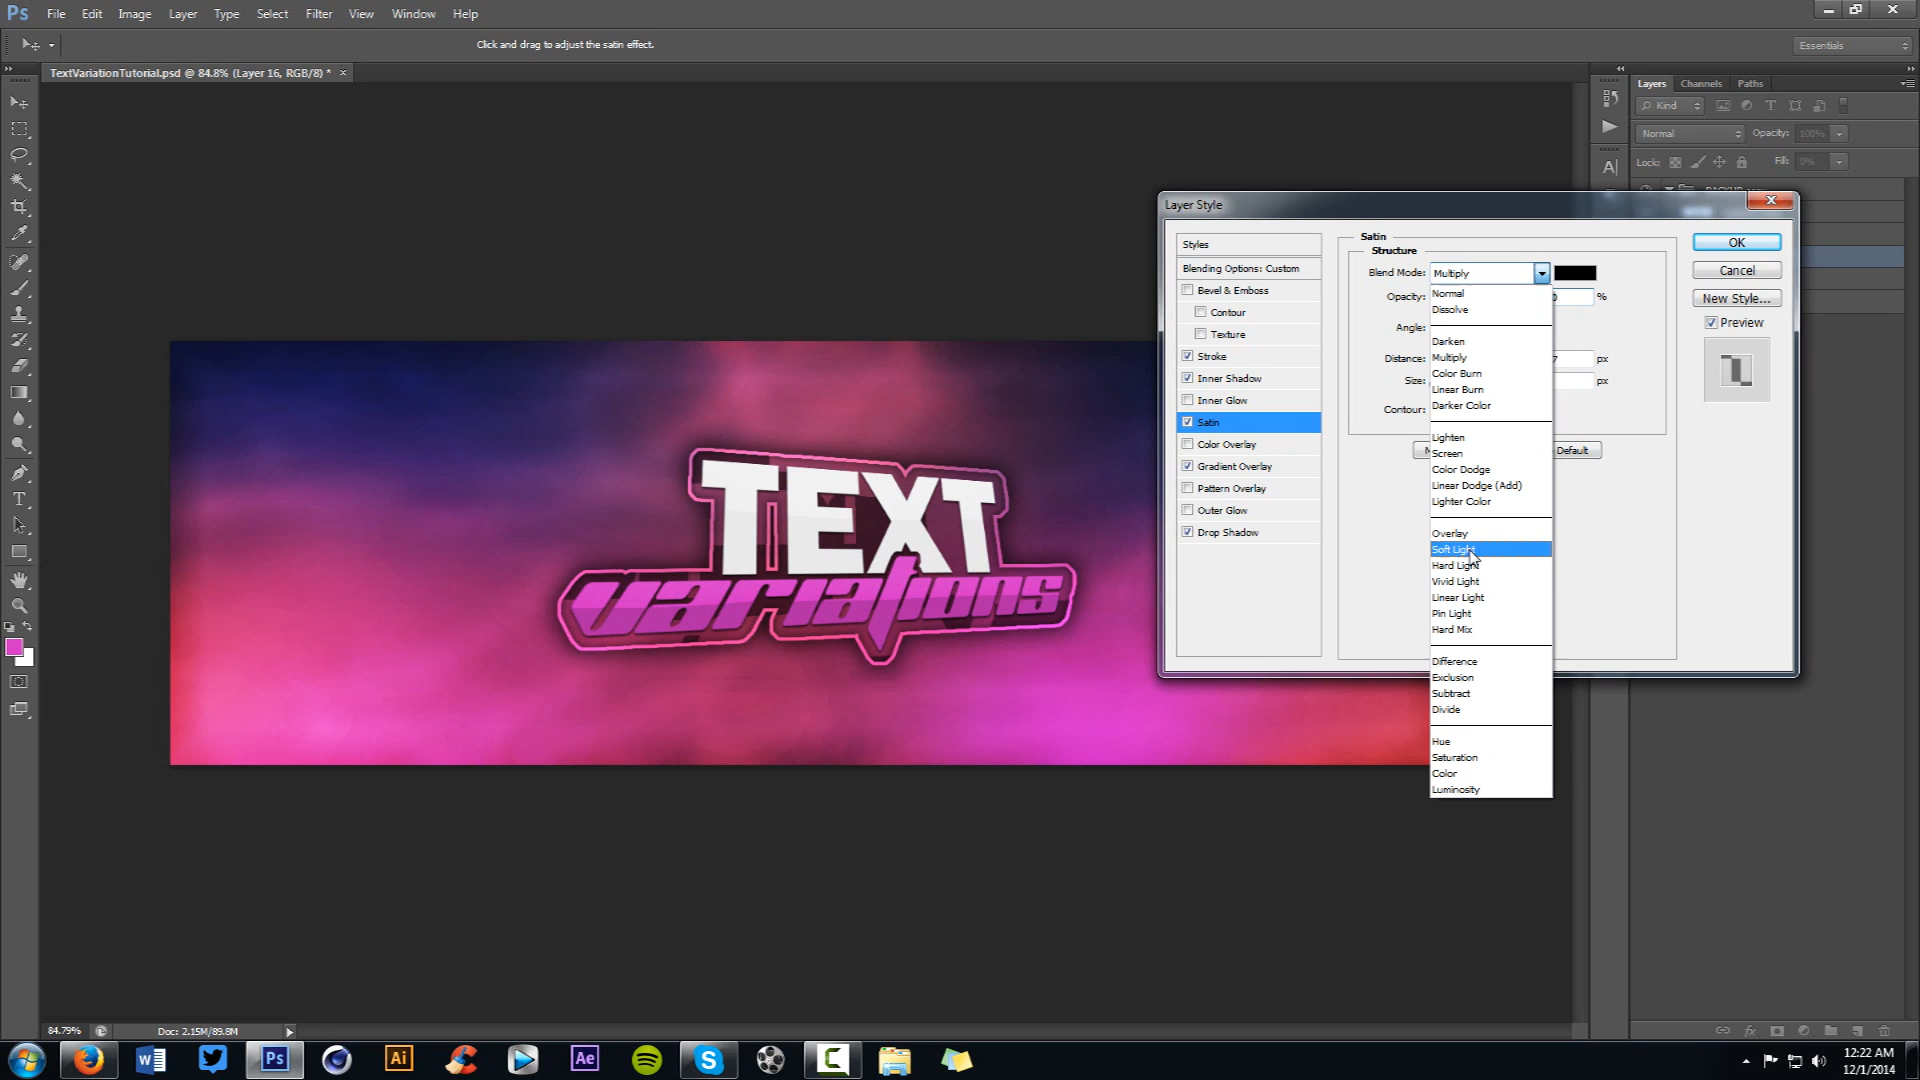 Ps File Edit Image Layer Type Select Filter View Window Help
Click and drag to adjust the satin effect.
Essentials
TextVariationTutorial.psd @ 84.8% (Layer 16, RGB/8) * ×
Layers Channels Paths
Kind
Normal Opacity: 100%
Lock: Fill: 0%
Layer Style
Styles
Blending Options: Custom
Bevel & Emboss
Contour
Texture
Stroke
Inner Shadow
Inner Glow
Satin
Color Overlay
Gradient Overlay
Pattern Overlay
Outer Glow
Drop Shadow
Satin
Structure
Blend Mode: Multiply
Opacity: %
Angle:
Distance: 7 px
Size: px
Contour:
Default
Normal
Dissolve
Darken
Multiply
Color Burn
Linear Burn
Darker Color
Lighten
Screen
Color Dodge
Linear Dodge (Add)
Lighter Color
Overlay
Soft Light
Hard Light
Vivid Light
Linear Light
Pin Light
Hard Mix
Difference
Exclusion
Subtract
Divide
Hue
Saturation
Color
Luminosity
OK
Cancel
New Style...
Preview
TEXT
variations
84.79% Doc: 2.15M/89.8M
Ps Ai Ae
12:22 AM
12/1/2014